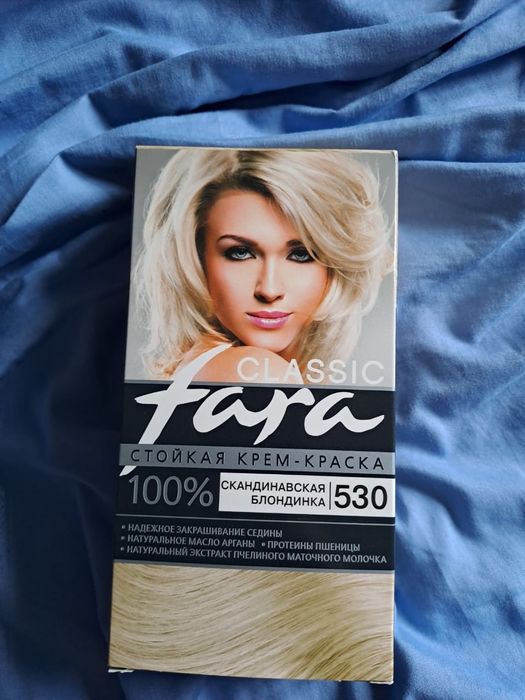 CLASSIC
fara
СТОЙКАЯ КРЕМ-КРАСКА
100% СКАНДИНАВСКАЯ БЛОНДИНКА 530
• НАДЕЖНОЕ ЗАКРАШИВАНИЕ СЕДИНЫ
• НАТУРАЛЬНОЕ МАСЛО АРГАНЫ • ПРОТЕИНЫ ПШЕНИЦЫ
• НАТУРАЛЬНЫЙ ЭКСТРАКТ ПЧЕЛИНОГО МАТОЧНОГО МОЛОЧКА